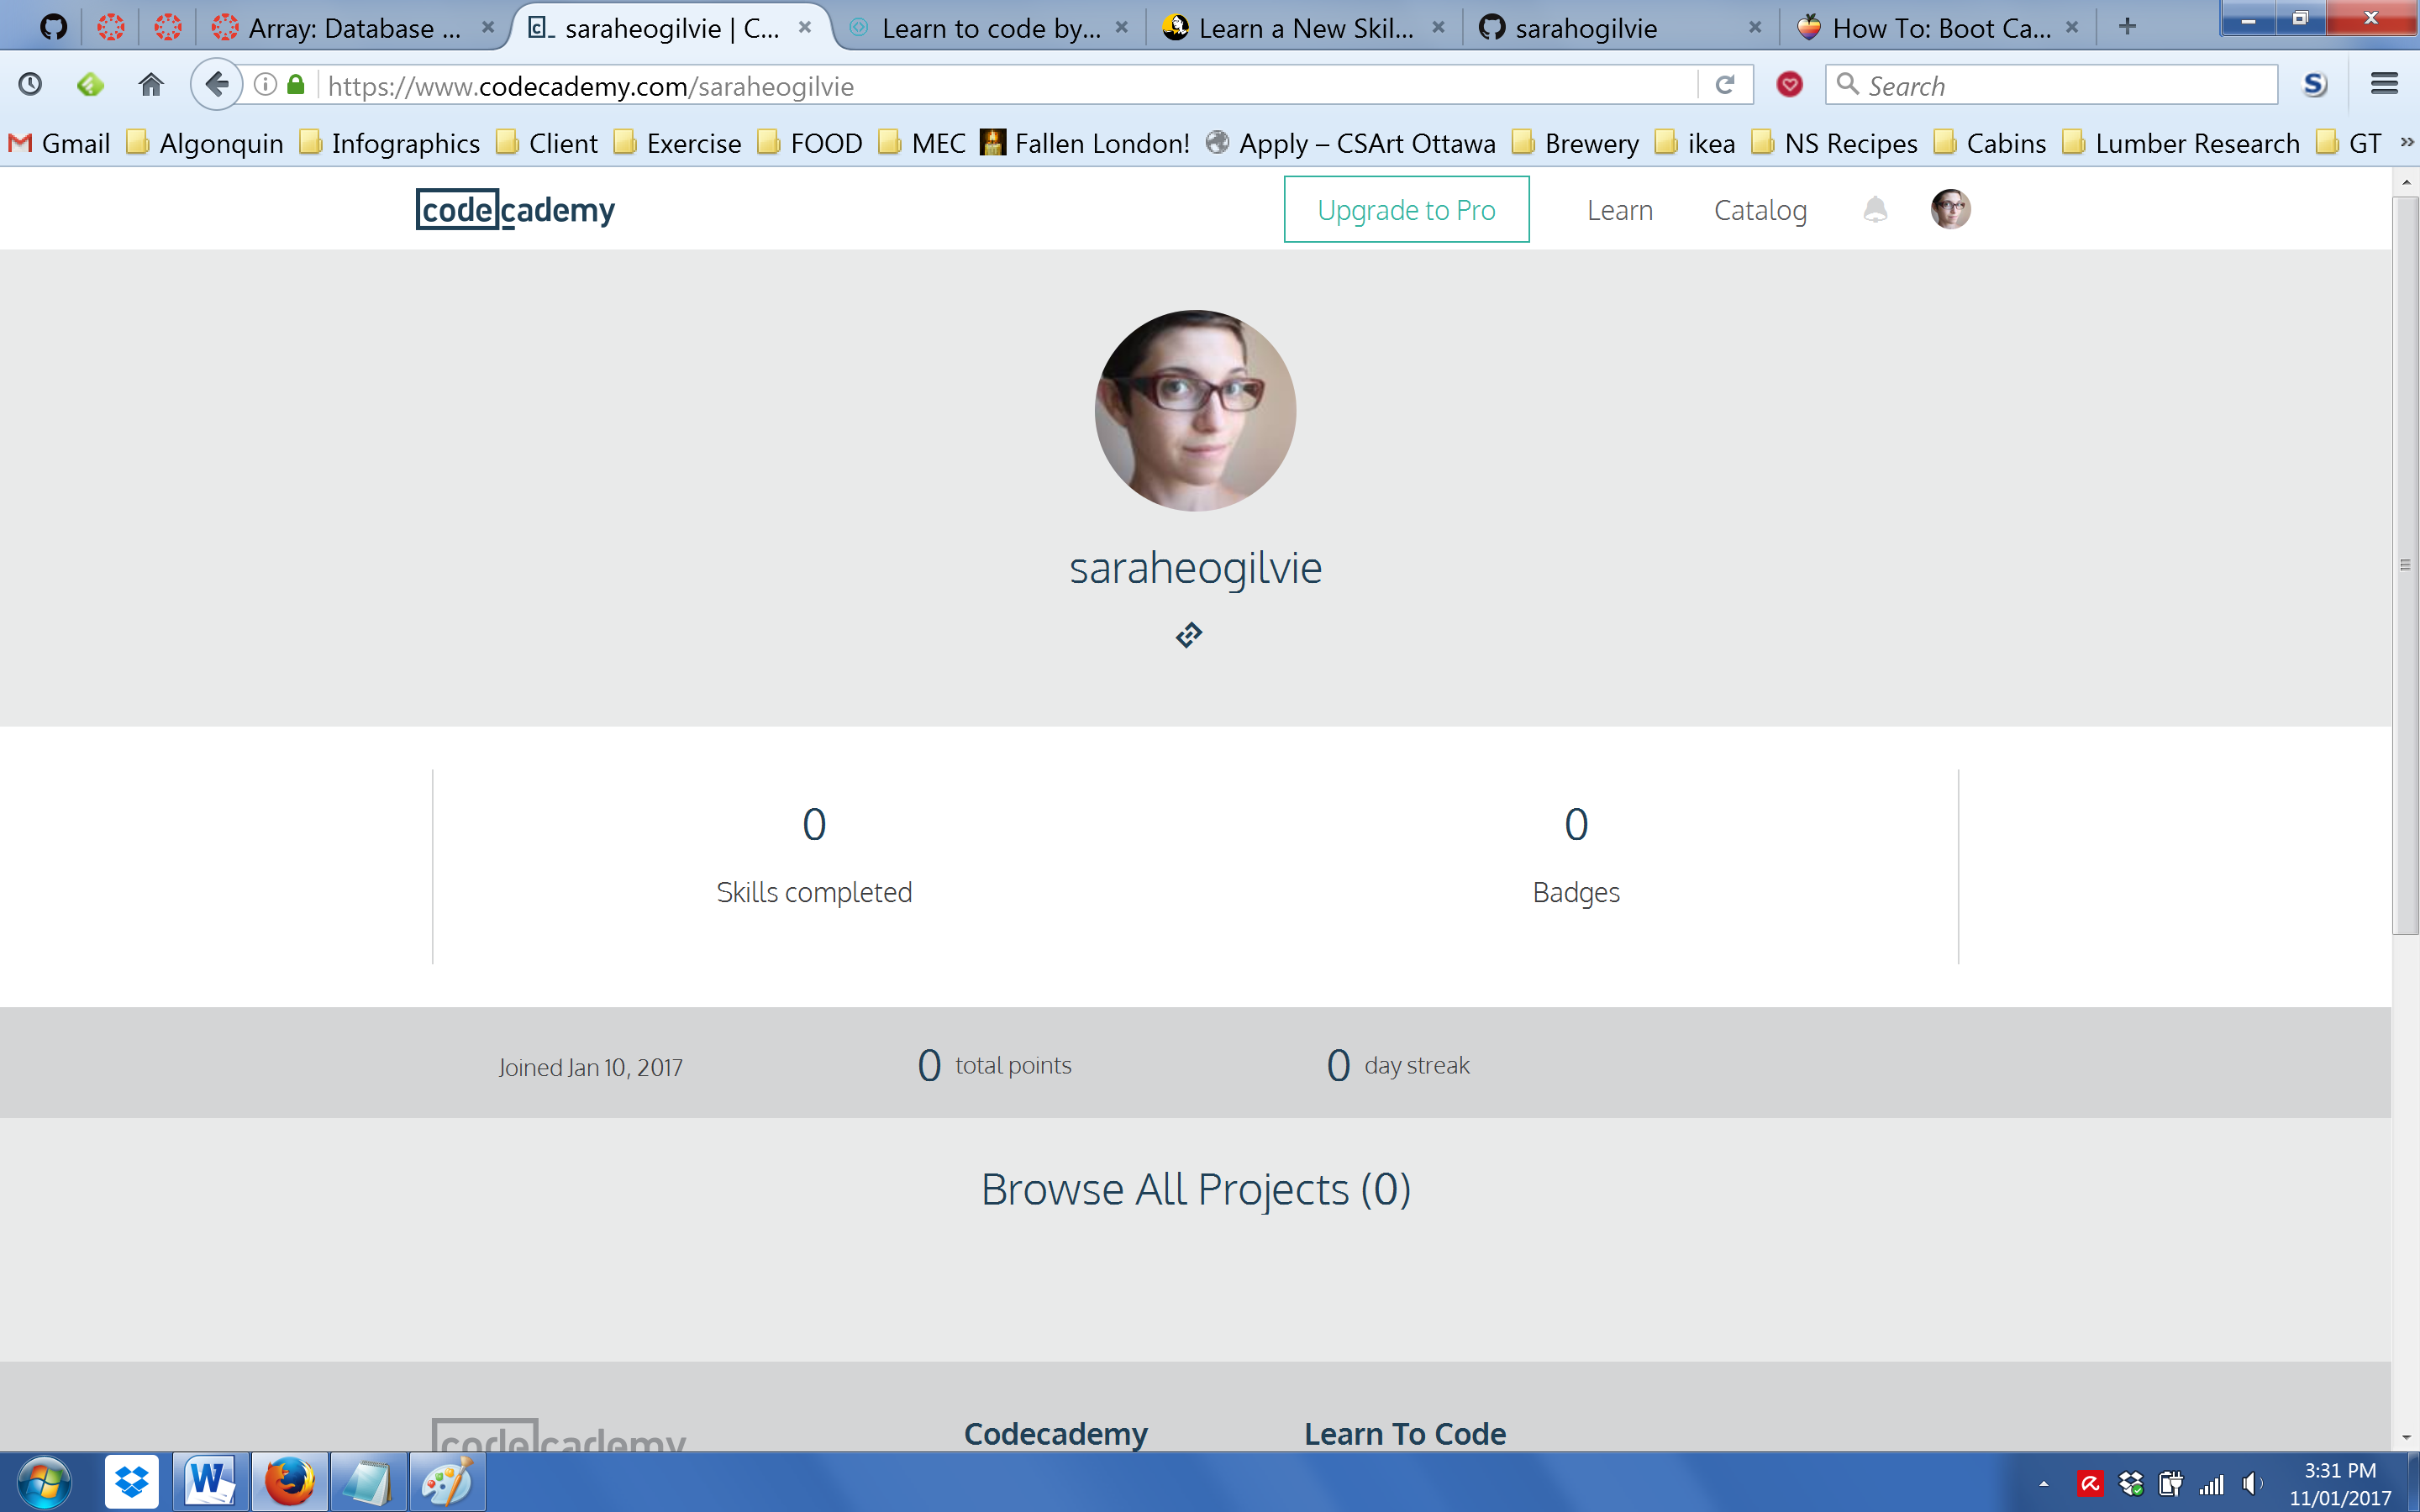 Array: Database ...
saraheogilvie | C...
Learn to code by...
Learn a New Skil...
sarahogilvie
How To: Boot Ca...
https://www.codecademy.com/saraheogilvie
Search
Gmail Algonquin Infographics Client Exercise FOOD MEC Fallen London! Apply – CSArt Ottawa Brewery ikea NS Recipes Cabins Lumber Research GT »
codecademy
Upgrade to Pro Learn Catalog
saraheogilvie
0
Skills completed
0
Badges
Joined Jan 10, 2017 0 total points 0 day streak
Browse All Projects (0)
codecademy Codecademy Learn To Code
3:31 PM
11/01/2017